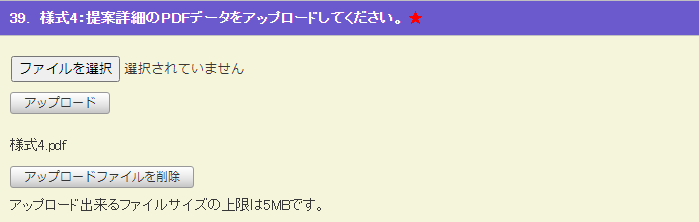 39. 様式4：提案詳細のPDFデータをアップロードしてください。★
ファイルを選択 選択されていません
アップロード
様式4.pdf
アップロードファイルを削除
アップロード出来るファイルサイズの上限は5MBです。